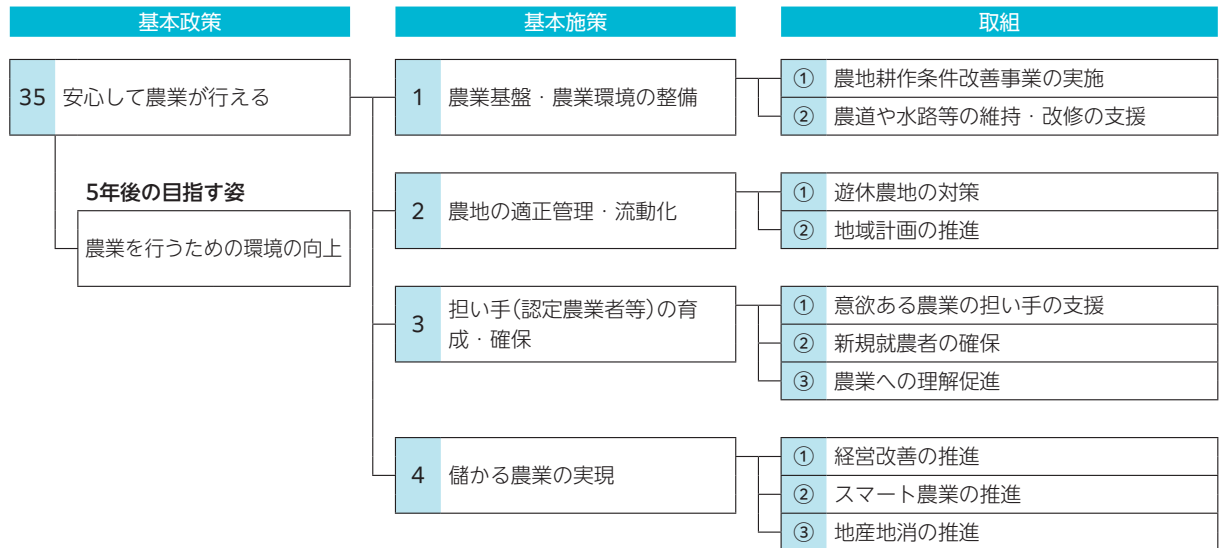 基本政策
基本施策
取組
35 安心して農業が行える
5年後の目指す姿
農業を行うための環境の向上
1 農業基盤・農業環境の整備
① 農地耕作条件改善事業の実施
② 農道や水路等の維持・改修の支援
2 農地の適正管理・流動化
① 遊休農地の対策
② 地域計画の推進
3 担い手(認定農業者等)の育
成・確保
① 意欲ある農業の担い手の支援
② 新規就農者の確保
③ 農業への理解促進
4 儲かる農業の実現
① 経営改善の推進
② スマート農業の推進
③ 地産地消の推進